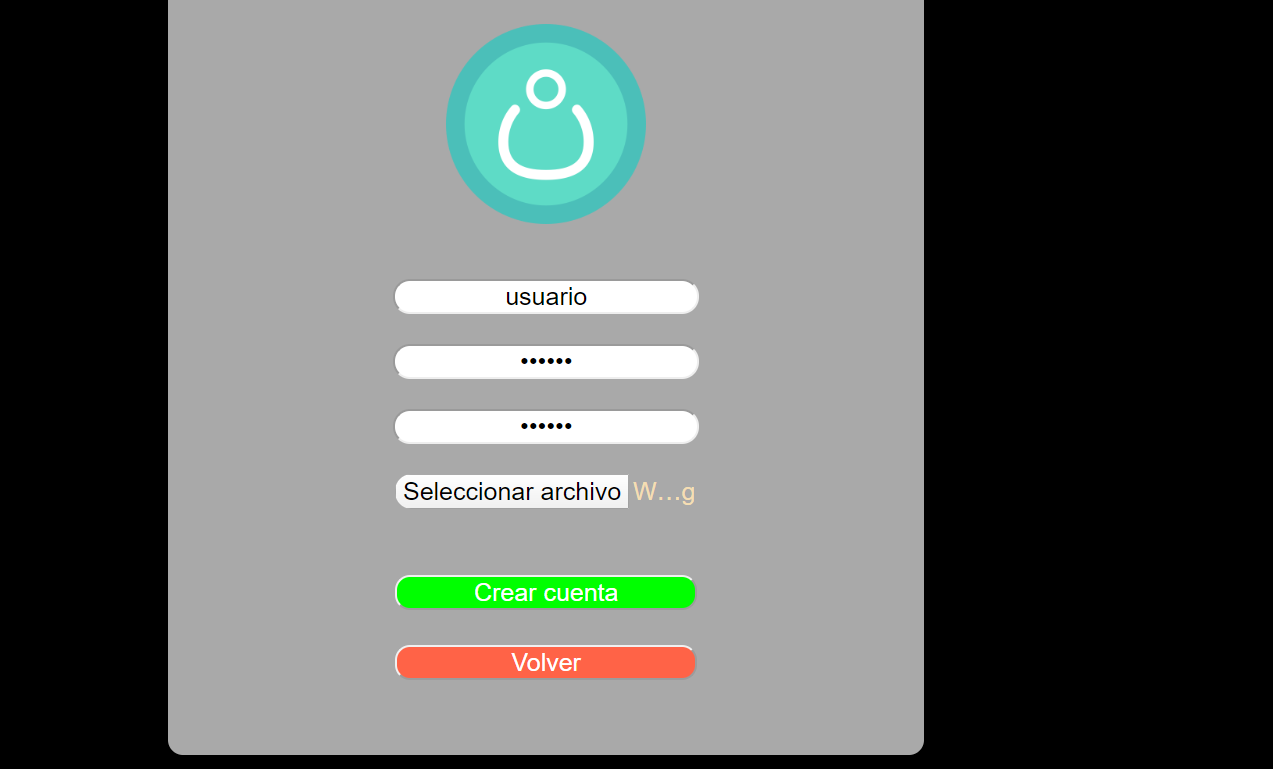 usuario
••••••
••••••
Seleccionar archivo W...g
Crear cuenta
Volver